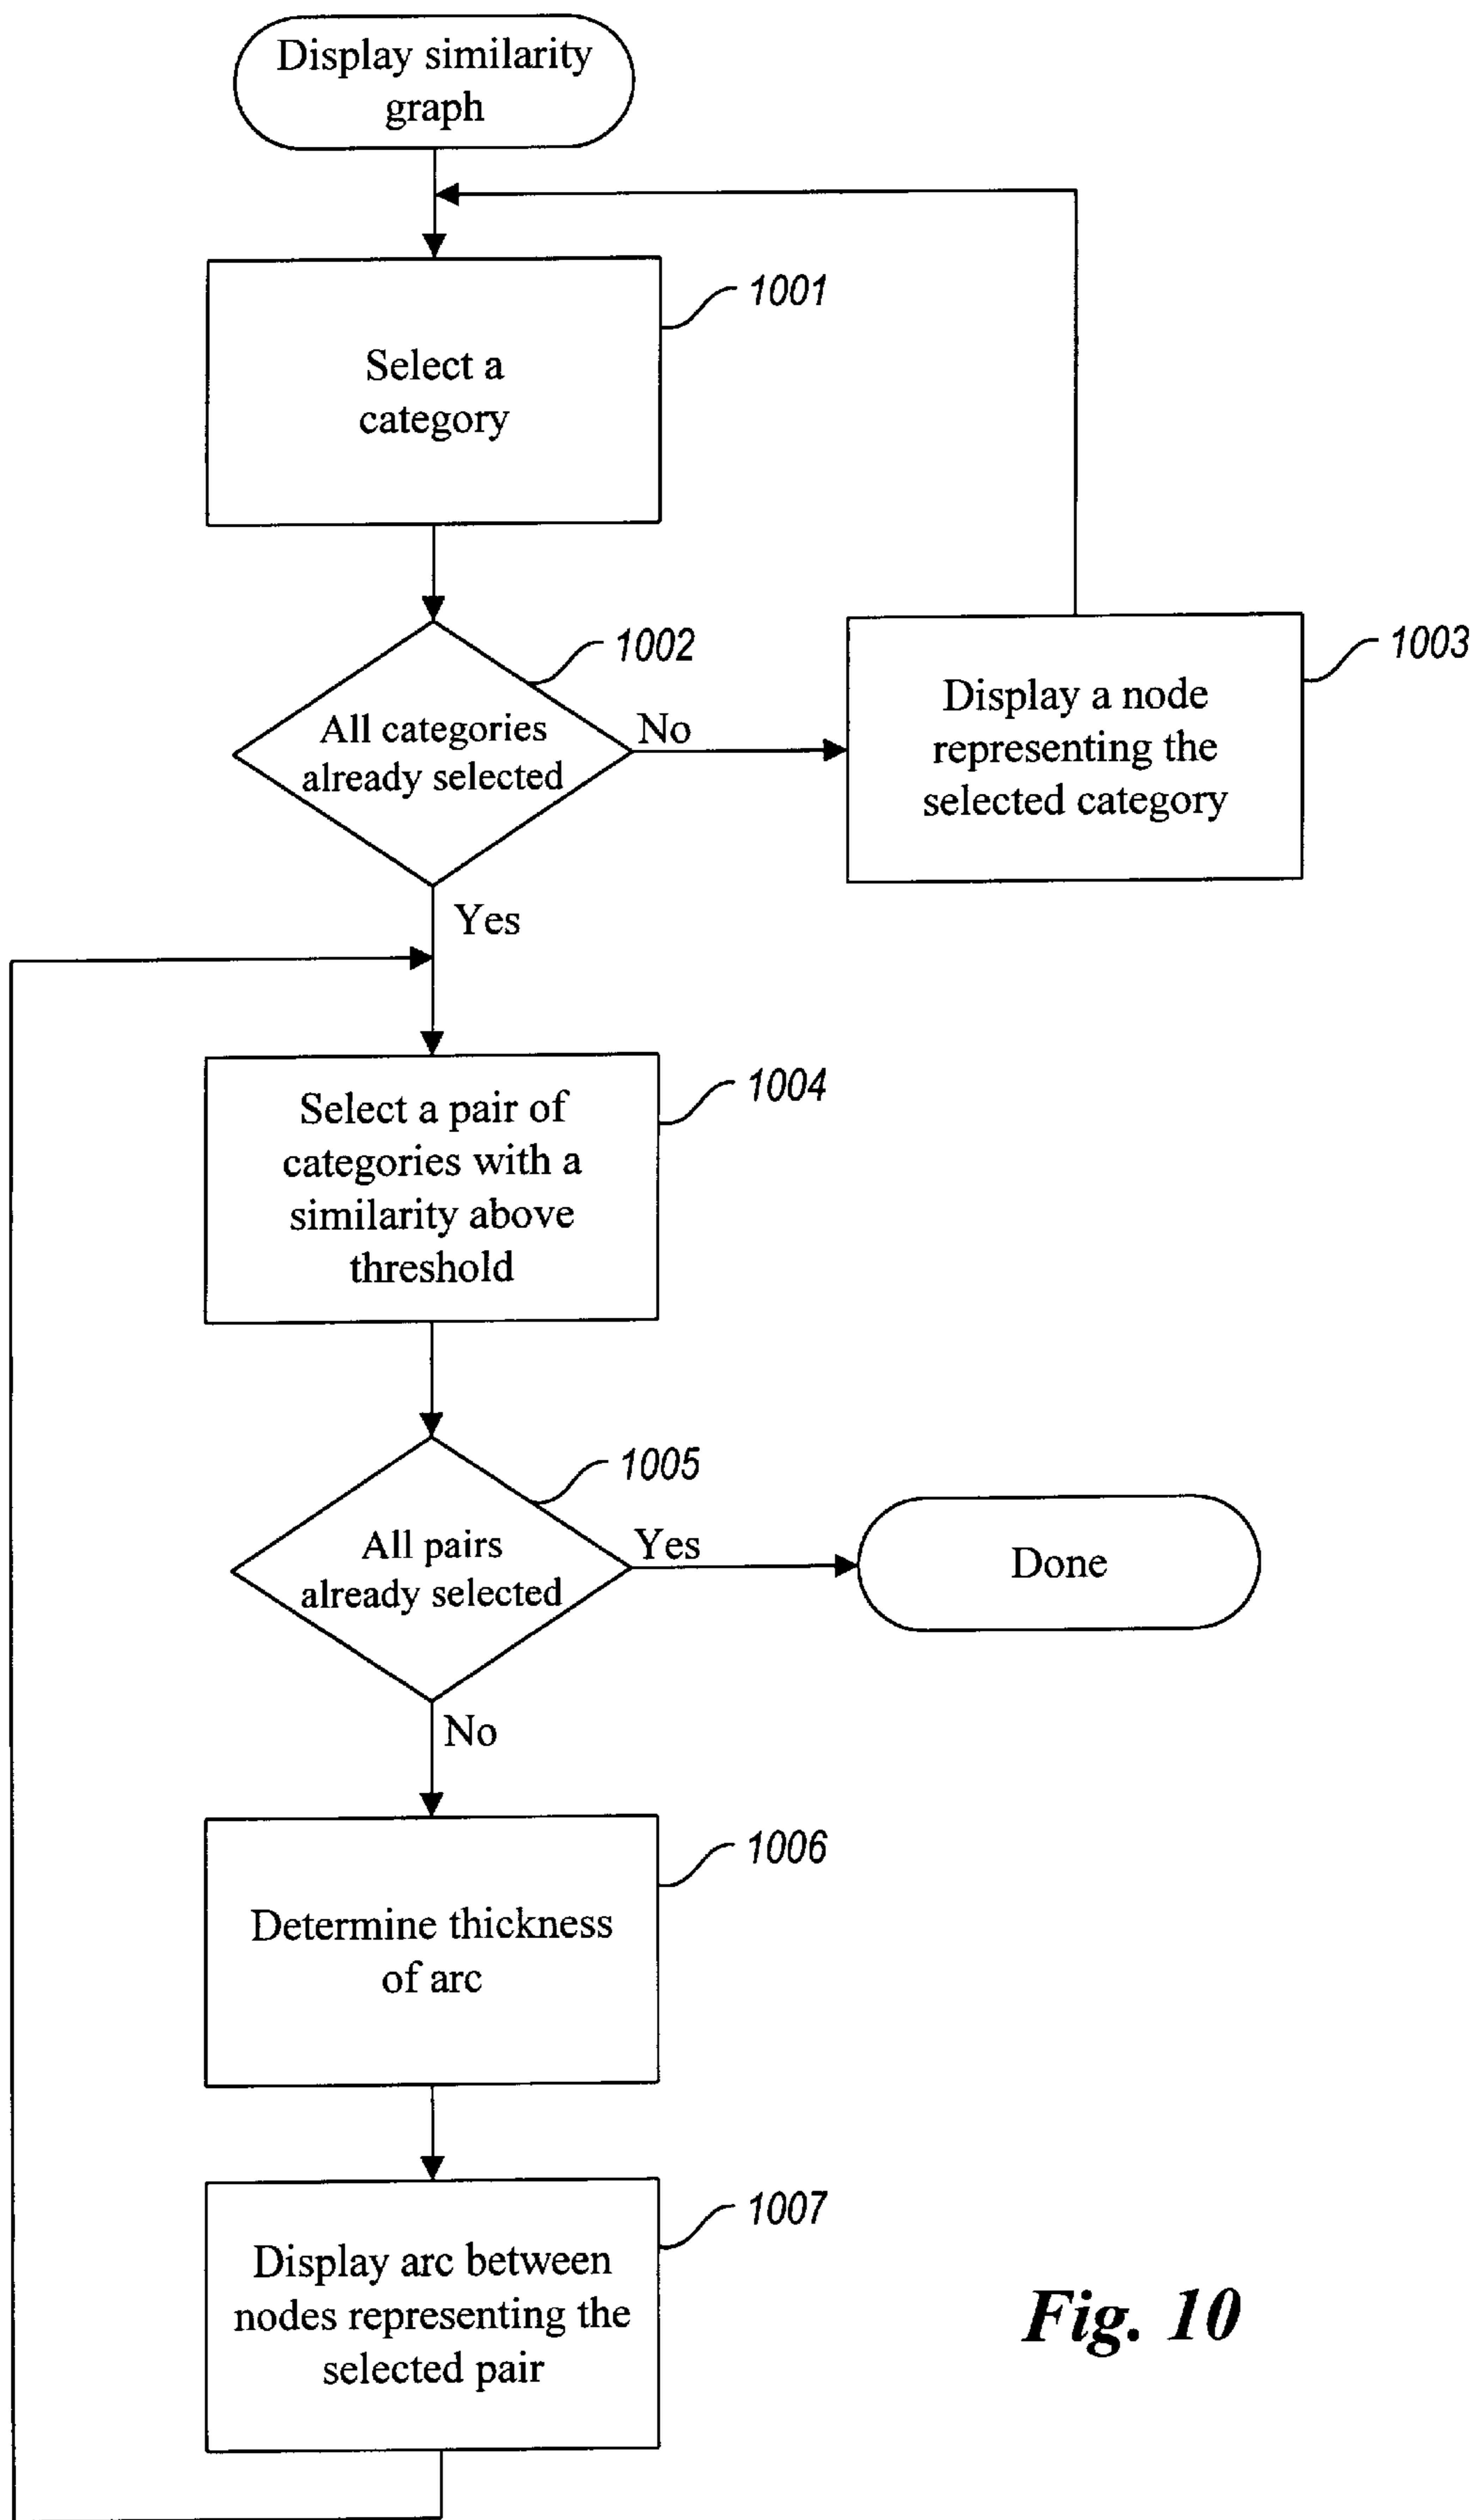 Display similarity
graph
1001
Select a
category
1002
All categories
already selected
No
1003
Display a node
representing the
selected category
Yes
1004
Select a pair of
categories with a
similarity above
threshold
1005
All pairs
already selected
Yes
Done
No
1006
Determine thickness
of arc
1007
Display arc between
nodes representing the
selected pair
Fig. 10